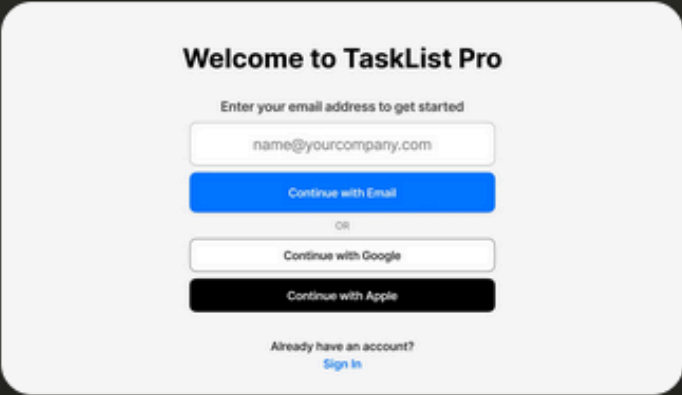 Welcome to TaskList Pro
Enter your email address to get started
name@yourcompany.com
Continue with Email
OR
Continue with Google
Continue with Apple
Already have an account?
Sign In